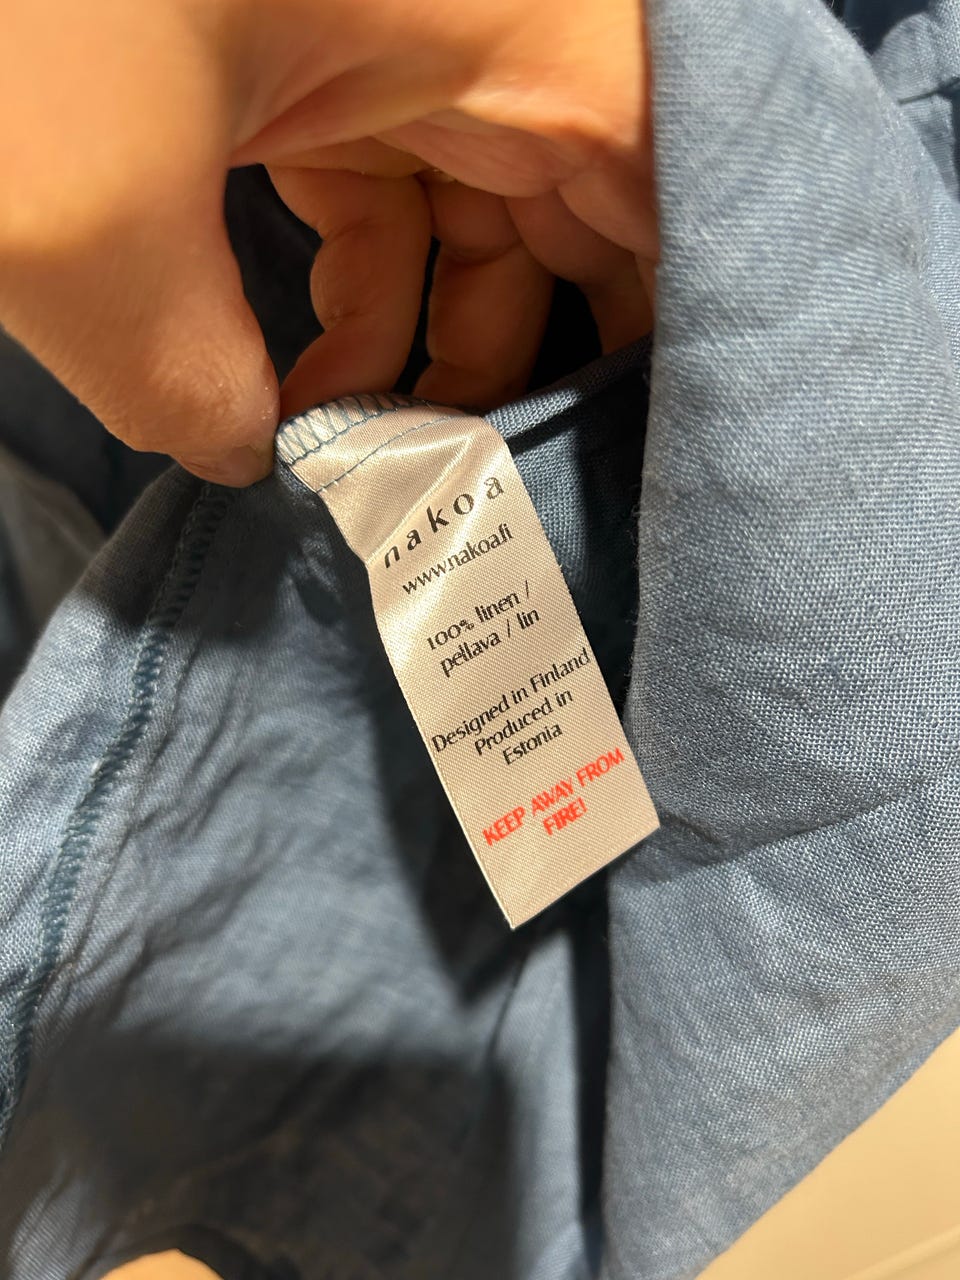 nakoa
www.nakoa.fi
100% linen /
pellava / lin
Designed in Finland
Produced in
Estonia
KEEP AWAY FROM
FIRE!